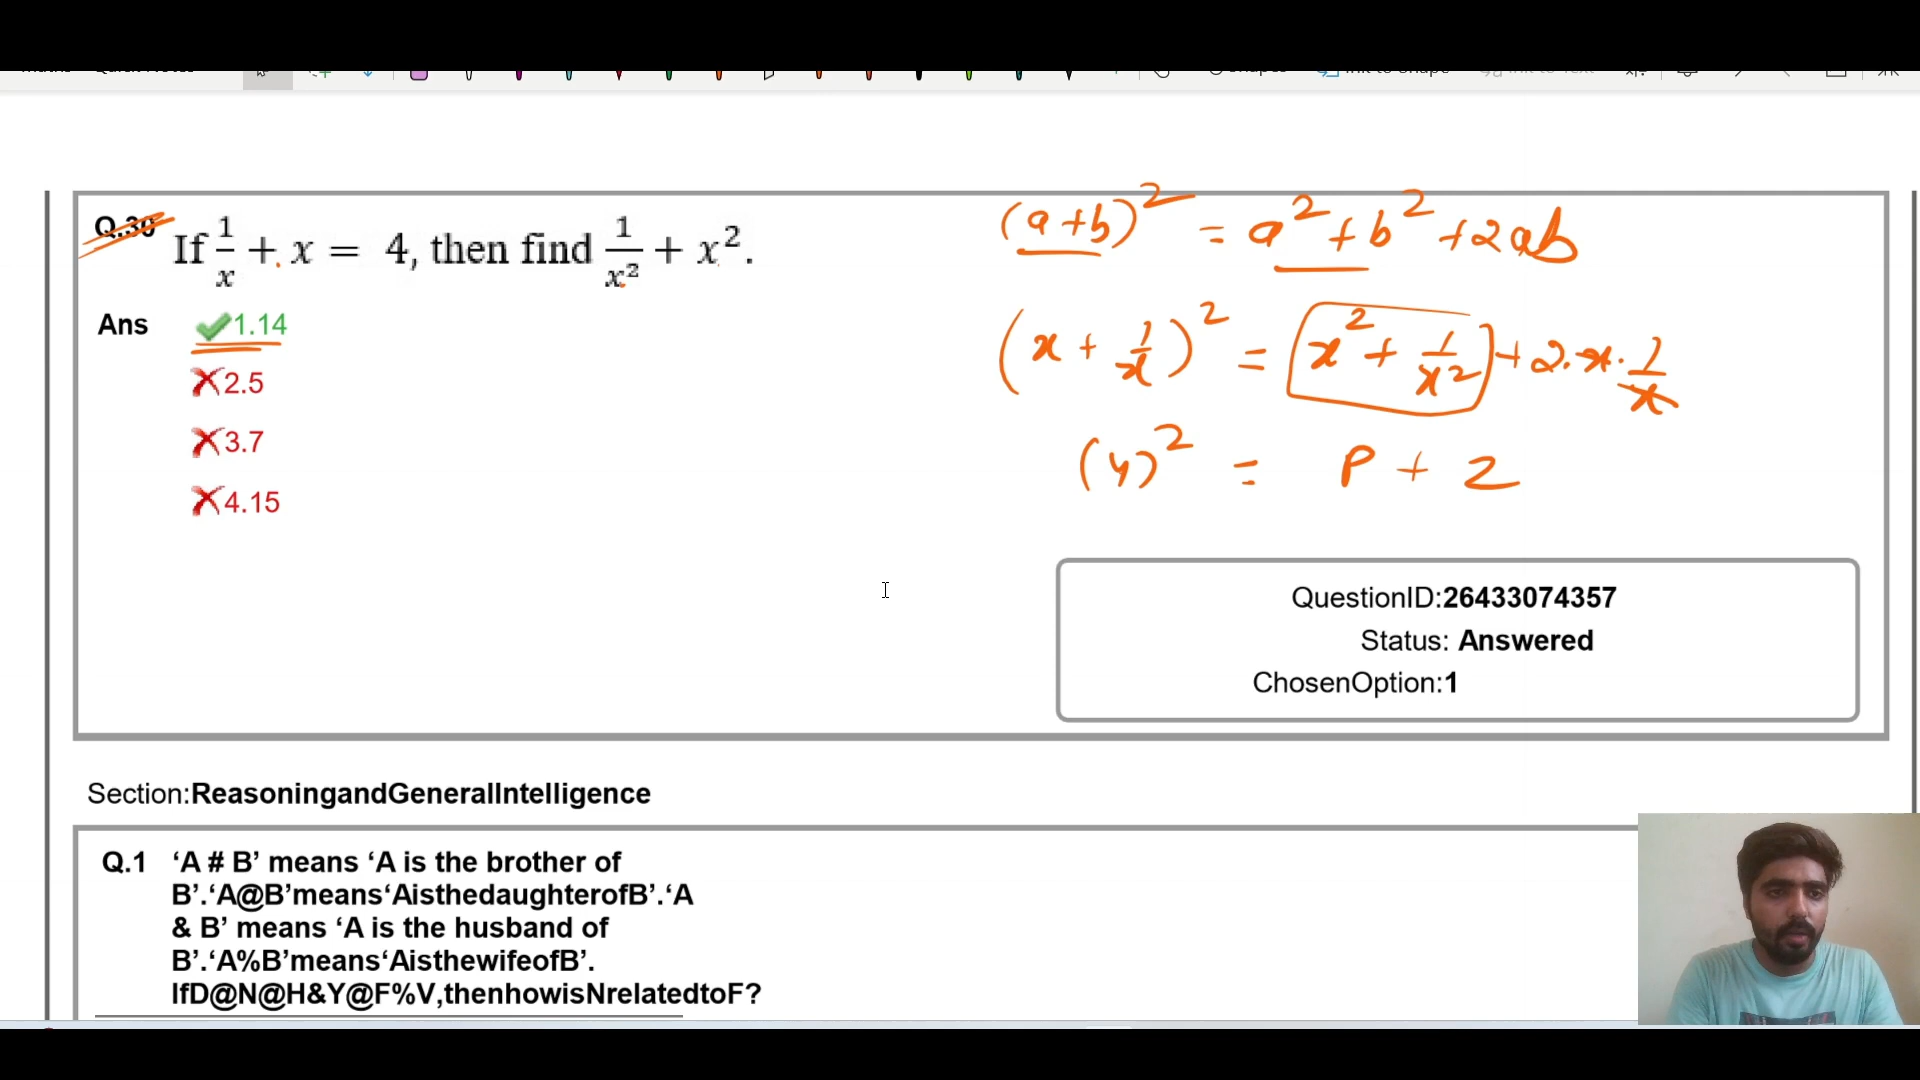 Q.30 If 1/x + x = 4, then find 1/x² + x².
Ans 1.14
2.5
3.7
4.15
(a+b)² = a² + b² + 2ab
(x + 1/x)² = x² + 1/x² + 2.x.1/x
(4)² = P + 2
QuestionID:26433074357
Status: Answered
ChosenOption:1
Section:ReasoningandGeneralIntelligence
Q.1 ‘A # B’ means ‘A is the brother of
B’.‘A@B’means‘AisthedaughterofB’.‘A
& B’ means ‘A is the husband of
B’.‘A%B’means‘AisthewifeofB’.
IfD@N@H&Y@F%V,thenhowisNrelatedtoF?